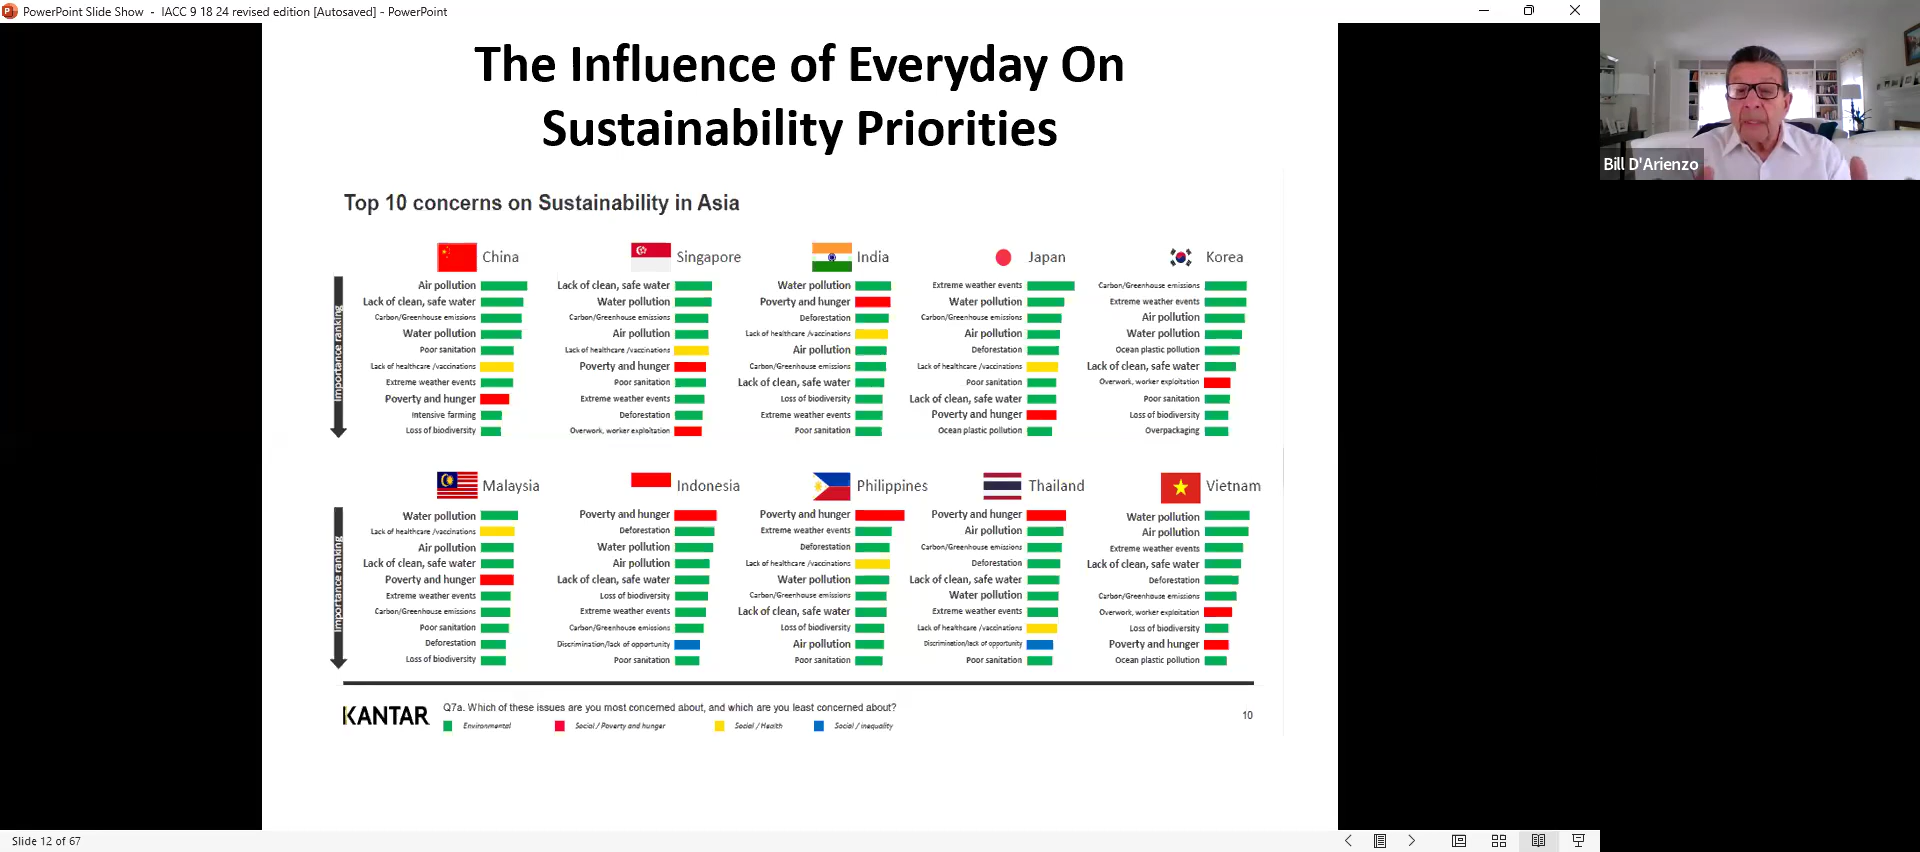 PowerPoint Slide Show - IACC 9 18 24 revised edition [Autosaved] - PowerPoint
The Influence of Everyday On
Sustainability Priorities
Bill D'Arienzo
Top 10 concerns on Sustainability in Asia
Importance ranking
China
Air pollution
Lack of clean, safe water
Carbon/Greenhouse emissions
Water pollution
Poor sanitation
Lack of healthcare /vaccinations
Extreme weather events
Poverty and hunger
Intensive farming
Loss of biodiversity
Singapore
Lack of clean, safe water
Water pollution
Carbon/Greenhouse emissions
Air pollution
Lack of healthcare /vaccinations
Poverty and hunger
Poor sanitation
Extreme weather events
Deforestation
Overwork, worker exploitation
India
Water pollution
Poverty and hunger
Deforestation
Lack of healthcare /vaccinations
Air pollution
Carbon/Greenhouse emissions
Lack of clean, safe water
Loss of biodiversity
Extreme weather events
Poor sanitation
Japan
Extreme weather events
Water pollution
Carbon/Greenhouse emissions
Air pollution
Deforestation
Lack of healthcare /vaccinations
Poor sanitation
Lack of clean, safe water
Poverty and hunger
Ocean plastic pollution
Korea
Carbon/Greenhouse emissions
Extreme weather events
Air pollution
Water pollution
Ocean plastic pollution
Lack of clean, safe water
Overwork, worker exploitation
Poor sanitation
Loss of biodiversity
Overpackaging
Importance ranking
Malaysia
Water pollution
Lack of healthcare /vaccinations
Air pollution
Lack of clean, safe water
Poverty and hunger
Extreme weather events
Carbon/Greenhouse emissions
Poor sanitation
Deforestation
Loss of biodiversity
Indonesia
Poverty and hunger
Deforestation
Water pollution
Air pollution
Lack of clean, safe water
Loss of biodiversity
Extreme weather events
Carbon/Greenhouse emissions
Discrimination/lack of opportunity
Poor sanitation
Philippines
Poverty and hunger
Extreme weather events
Deforestation
Lack of healthcare /vaccinations
Water pollution
Carbon/Greenhouse emissions
Lack of clean, safe water
Loss of biodiversity
Air pollution
Poor sanitation
Thailand
Poverty and hunger
Air pollution
Carbon/Greenhouse emissions
Deforestation
Lack of clean, safe water
Water pollution
Extreme weather events
Lack of healthcare /vaccinations
Discrimination/lack of opportunity
Poor sanitation
Vietnam
Water pollution
Air pollution
Extreme weather events
Lack of clean, safe water
Deforestation
Carbon/Greenhouse emissions
Overwork, worker exploitation
Loss of biodiversity
Poverty and hunger
Ocean plastic pollution
KANTAR
Q7a. Which of these issues are you most concerned about, and which are you least concerned about?
Environmental
Social / Poverty and hunger
Social / Health
Social / inequality
10
Slide 12 of 67